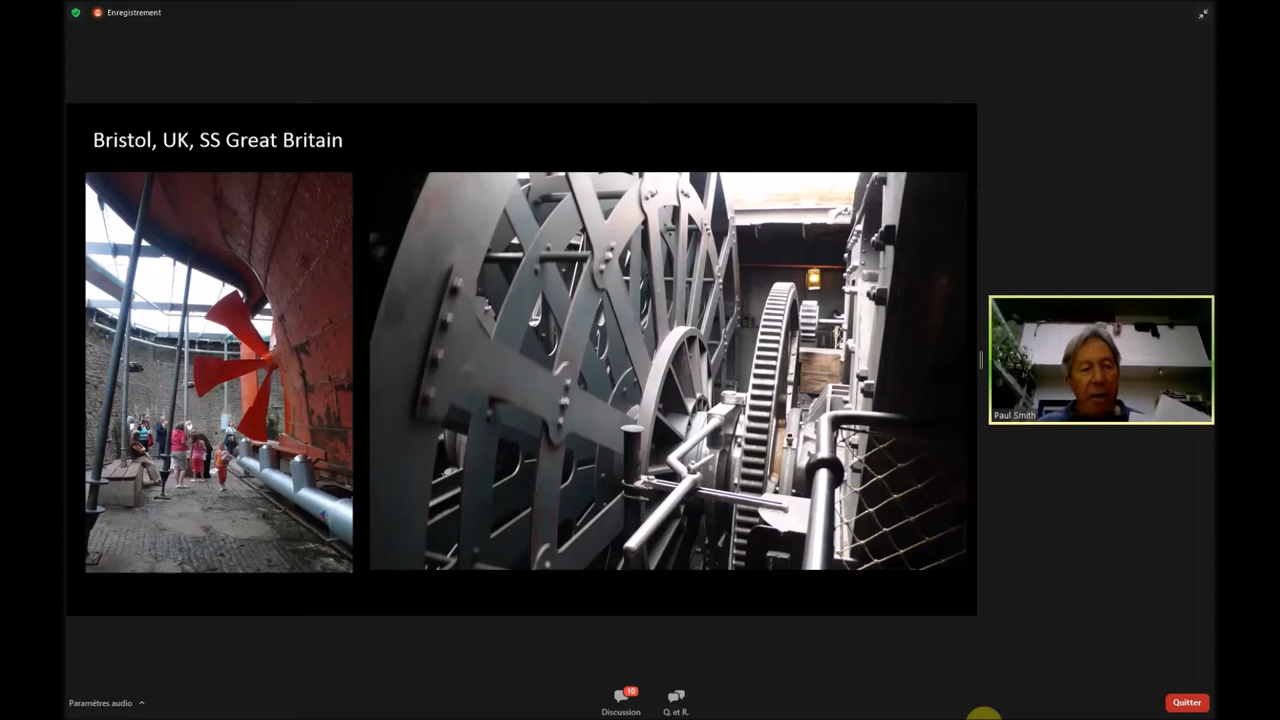 Enregistrement
Bristol, UK, SS Great Britain
Paul Smith
Paramètres audio
10
Discussion
Q. et R.
Quitter